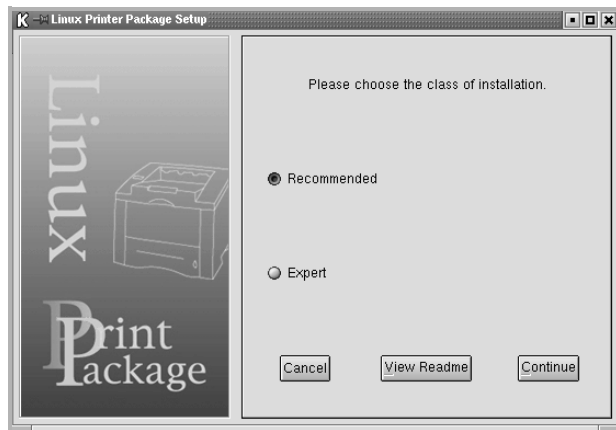 Linux Printer Package Setup
Linux
Print
Package
Please choose the class of installation.
Recommended
Expert
Cancel
View Readme
Continue